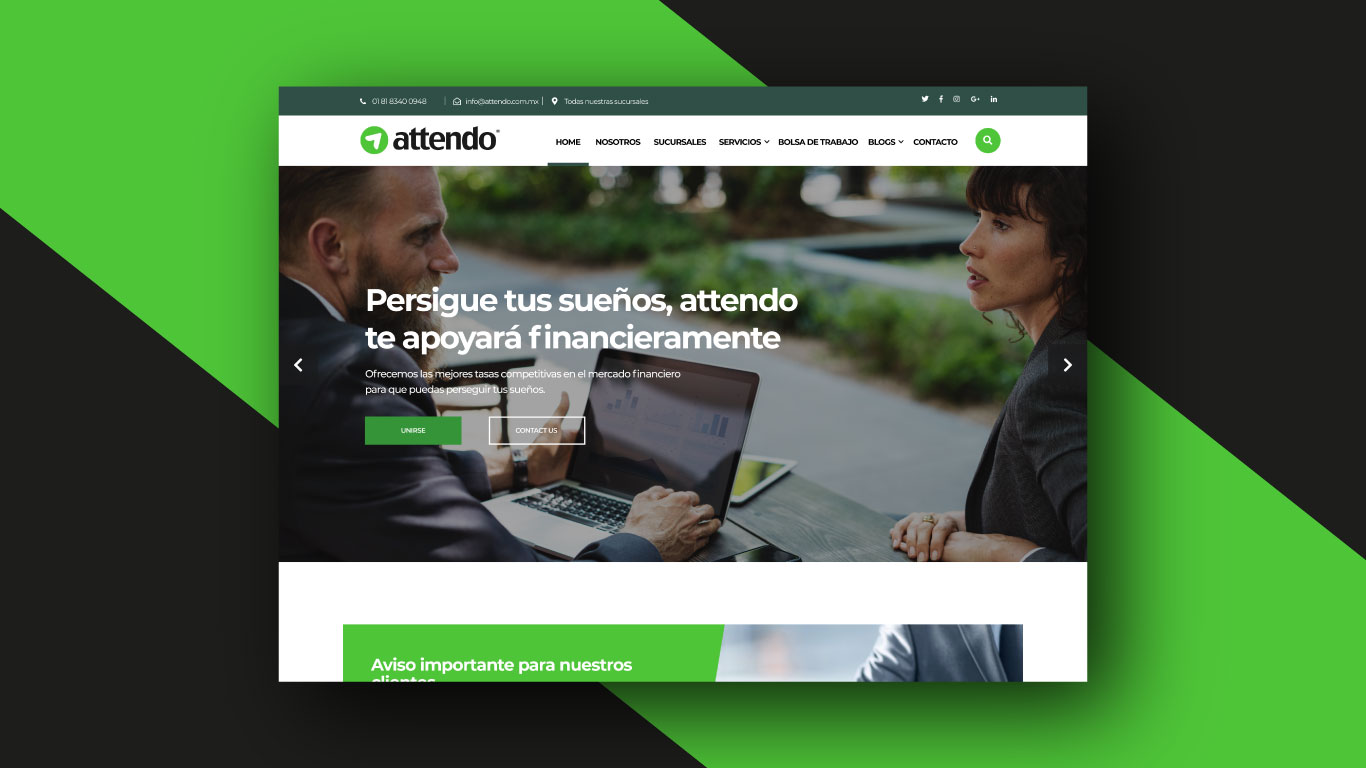 01 81 8340 0948 | info@attendo.com.mx | Todas nuestras sucursales
attendo®
HOME NOSOTROS SUCURSALES SERVICIOS BOLSA DE TRABAJO BLOGS CONTACTO
Persigue tus sueños, attendo
te apoyará financieramente
Ofrecemos las mejores tasas competitivas en el mercado financiero
para que puedas perseguir tus sueños.
UNIRSE CONTACT US
Aviso importante para nuestros
clientes